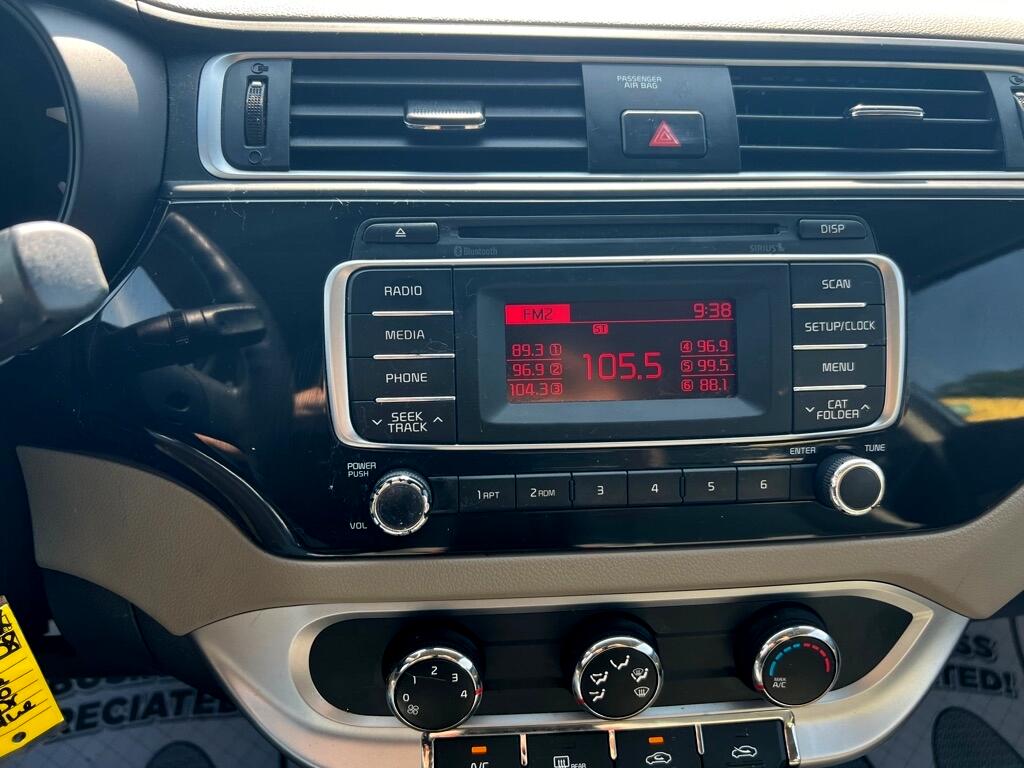 PASSENGER
AIR BAG
DISP
Bluetooth
SIRIUS
RADIO
MEDIA
PHONE
SEEK
TRACK
FM2 9:38
ST
89.3 1
96.9 2
104.3 3
105.5
4 96.9
5 99.5
6 88.1
SCAN
SETUP/CLOCK
MENU
CAT
FOLDER
POWER
PUSH
VOL
1 RPT
2 RDM
3
4
5
6
ENTER
TUNE
0 1 2 3 4
MAX
A/C
A/C
REAR
ECIATED